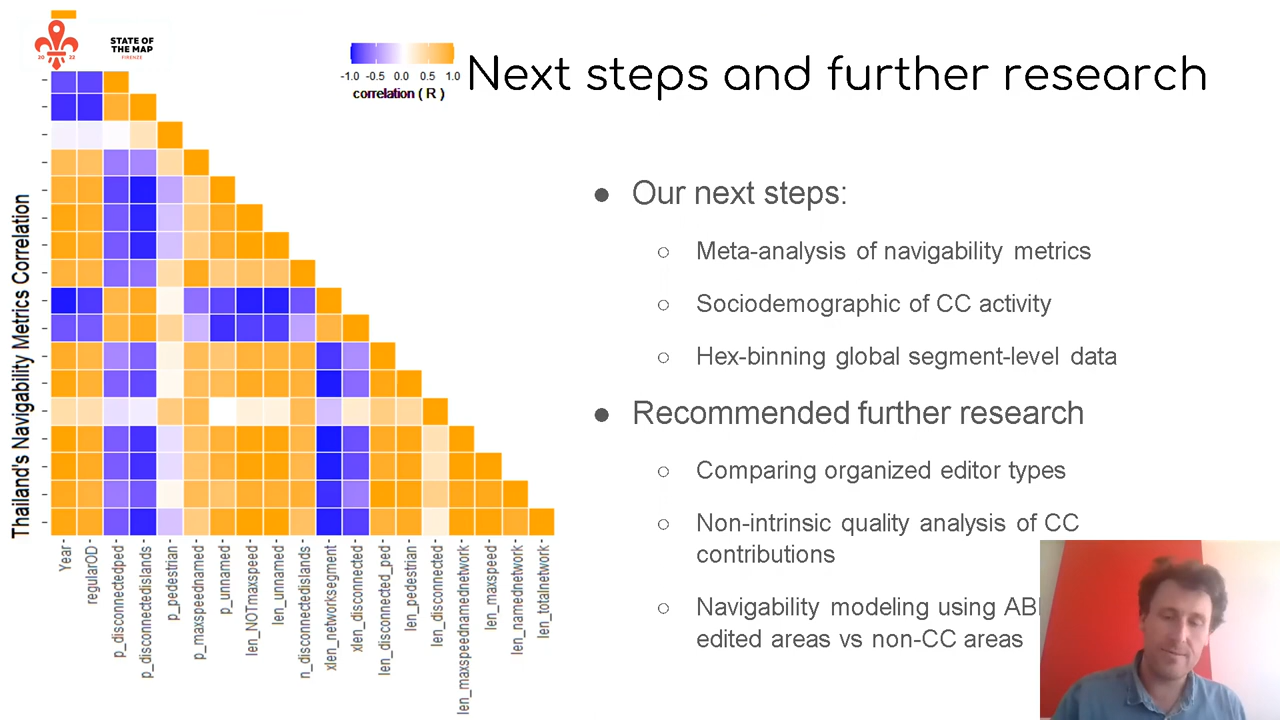 20 22
STATE OF
THE MAP
FIRENZE
-1.0 -0.5 0.0 0.5 1.0
correlation ( R )
Next steps and further research
Thailand's Navigability Metrics Correlation
● Our next steps:
○ Meta-analysis of navigability metrics
○ Sociodemographic of CC activity
○ Hex-binning global segment-level data
● Recommended further research
○ Comparing organized editor types
○ Non-intrinsic quality analysis of CC
contributions
○ Navigability modeling using
edited areas vs non-CC areas
Year
regularOD
p_disconnectedped
p_disconnectedislands
p_pedestrian
p_maxspeednamed
p_unnamed
len_NOTmaxspeed
len_unnamed
n_disconnectedislands
xlen_networksegment
xlen_disconnected
len_disconnected_ped
len_pedestrian
len_disconnected
len_maxspeednamednetwork
len_maxspeed
len_namednetwork
len_totalnetwork